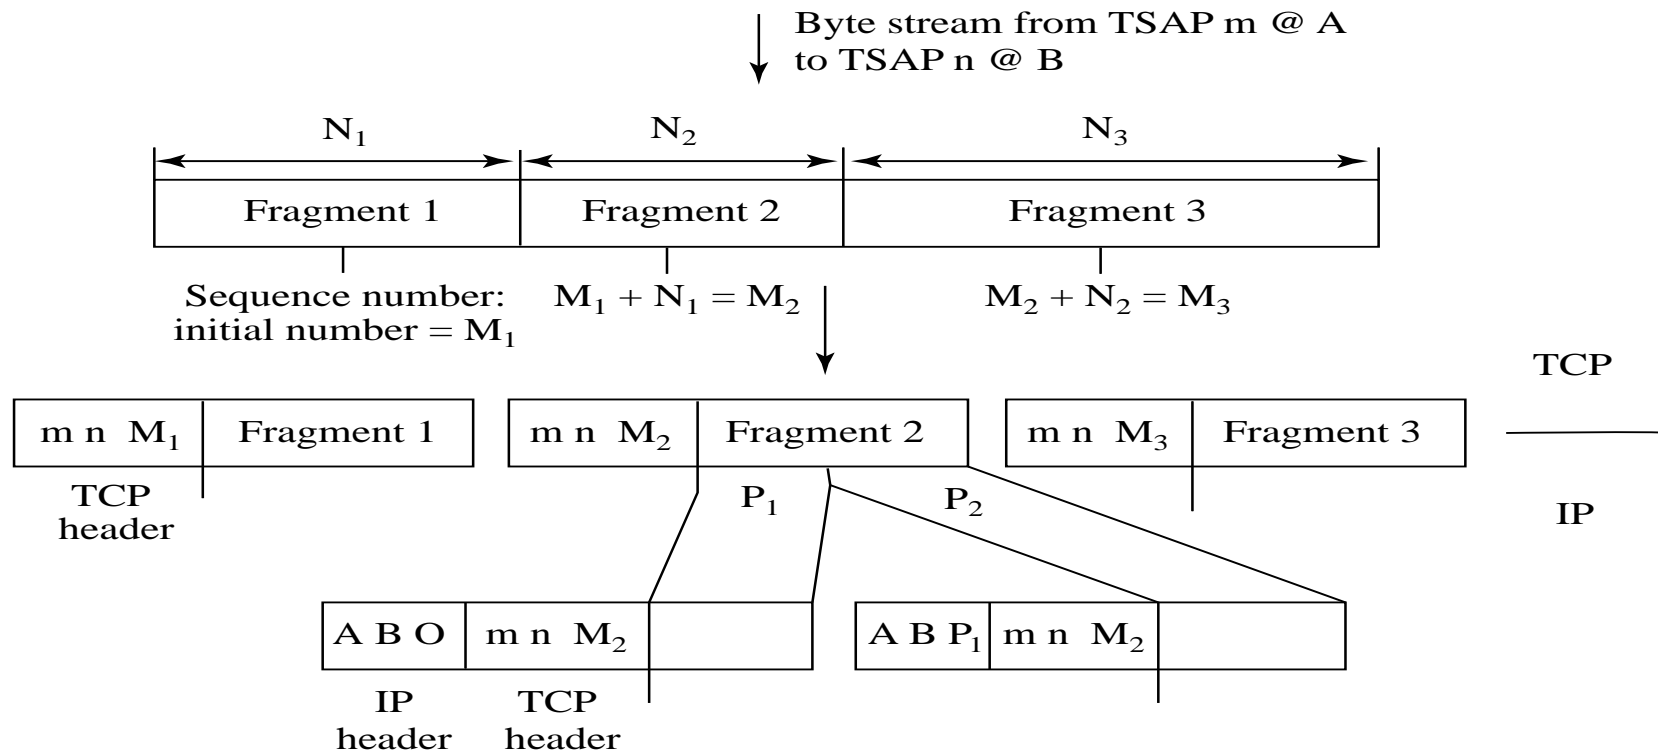 Byte stream from TSAP m @ A
to TSAP n @ B
N₁
N₂
N₃
Fragment 1
Fragment 2
Fragment 3
Sequence number:
initial number = M₁
M₁ + N₁ = M₂
M₂ + N₂ = M₃
TCP
m n M₁
Fragment 1
m n M₂
Fragment 2
m n M₃
Fragment 3
TCP
header
P₁
P₂
IP
A B O
m n M₂
A B P₁
m n M₂
IP
header
TCP
header